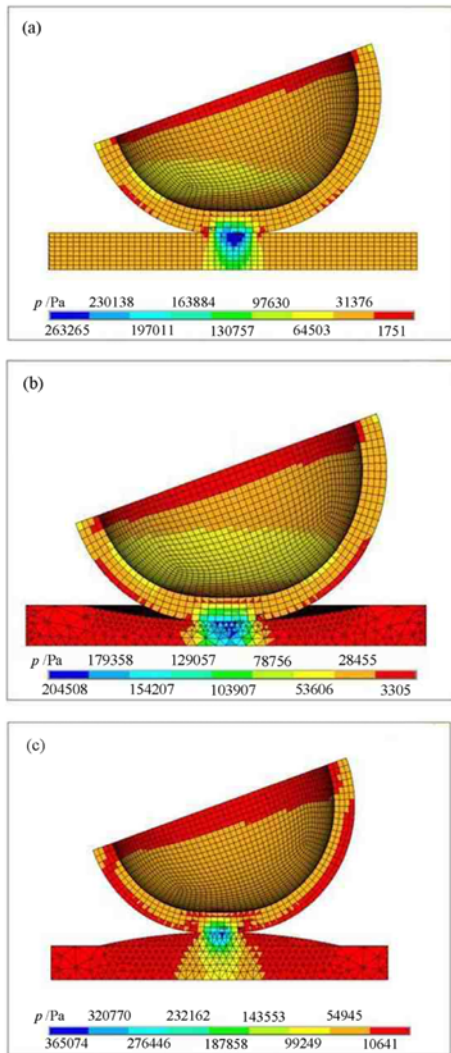 (a)
p /Pa 230138 163884 97630 31376
263265 197011 130757 64503 1751
(b)
p /Pa 179358 129057 78756 28455
204508 154207 103907 53606 3305
(c)
p /Pa 320770 232162 143553 54945
365074 276446 187858 99249 10641